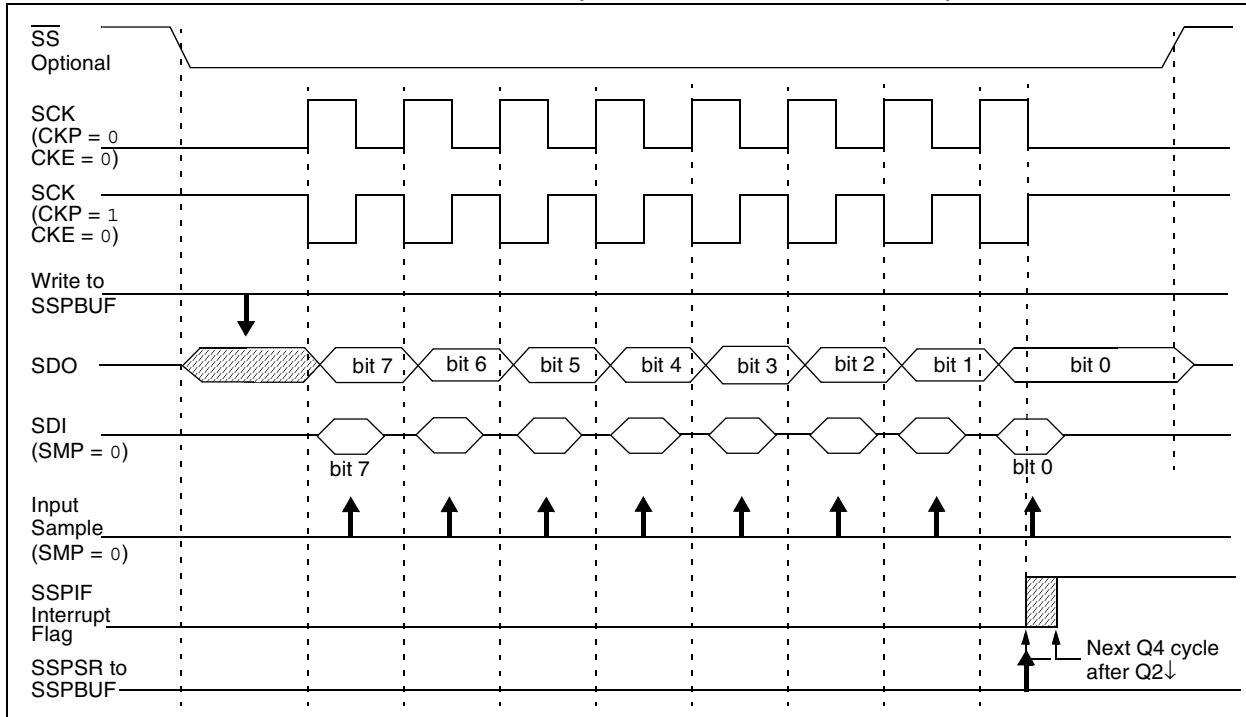 SS
Optional
SCK
(CKP = 0
CKE = 0)
SCK
(CKP = 1
CKE = 0)
Write to
SSPBUF
SDO
bit 7 bit 6 bit 5 bit 4 bit 3 bit 2 bit 1 bit 0
SDI
(SMP = 0)
bit 7 bit 0
Input
Sample
(SMP = 0)
SSPIF
Interrupt
Flag
Next Q4 cycle
after Q2↓
SSPSR to
SSPBUF